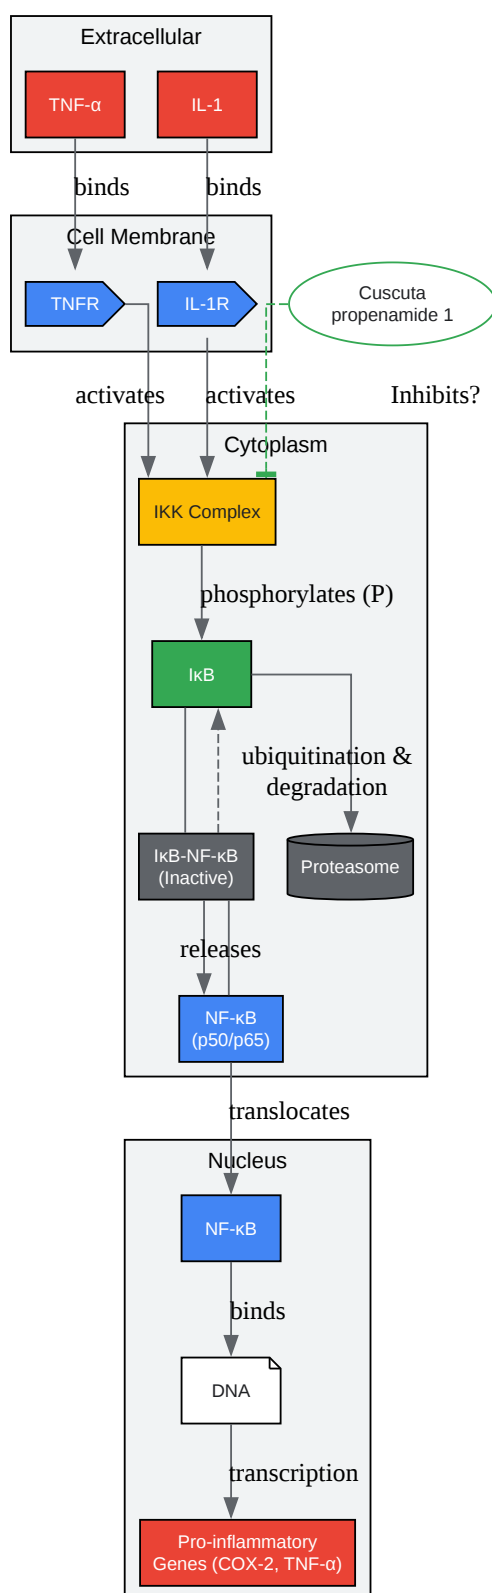 Extracellular
TNF-α
IL-1
binds
binds
Cell Membrane
TNFR
IL-1R
Cuscuta
propenamide 1
activates
activates
Inhibits?
Cytoplasm
IKK Complex
phosphorylates (P)
IκB
ubiquitination &
degradation
IκB-NF-κB
(Inactive)
Proteasome
releases
NF-κB
(p50/p65)
translocates
Nucleus
NF-κB
binds
DNA
transcription
Pro-inflammatory
Genes (COX-2, TNF-α)